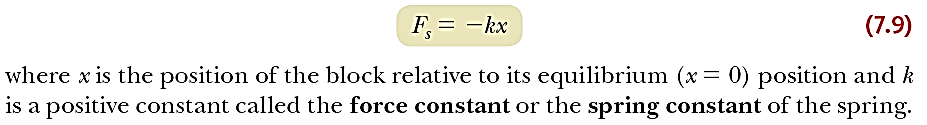 Fₛ = −kx (7.9)
where x is the position of the block relative to its equilibrium (x = 0) position and k
is a positive constant called the force constant or the spring constant of the spring.